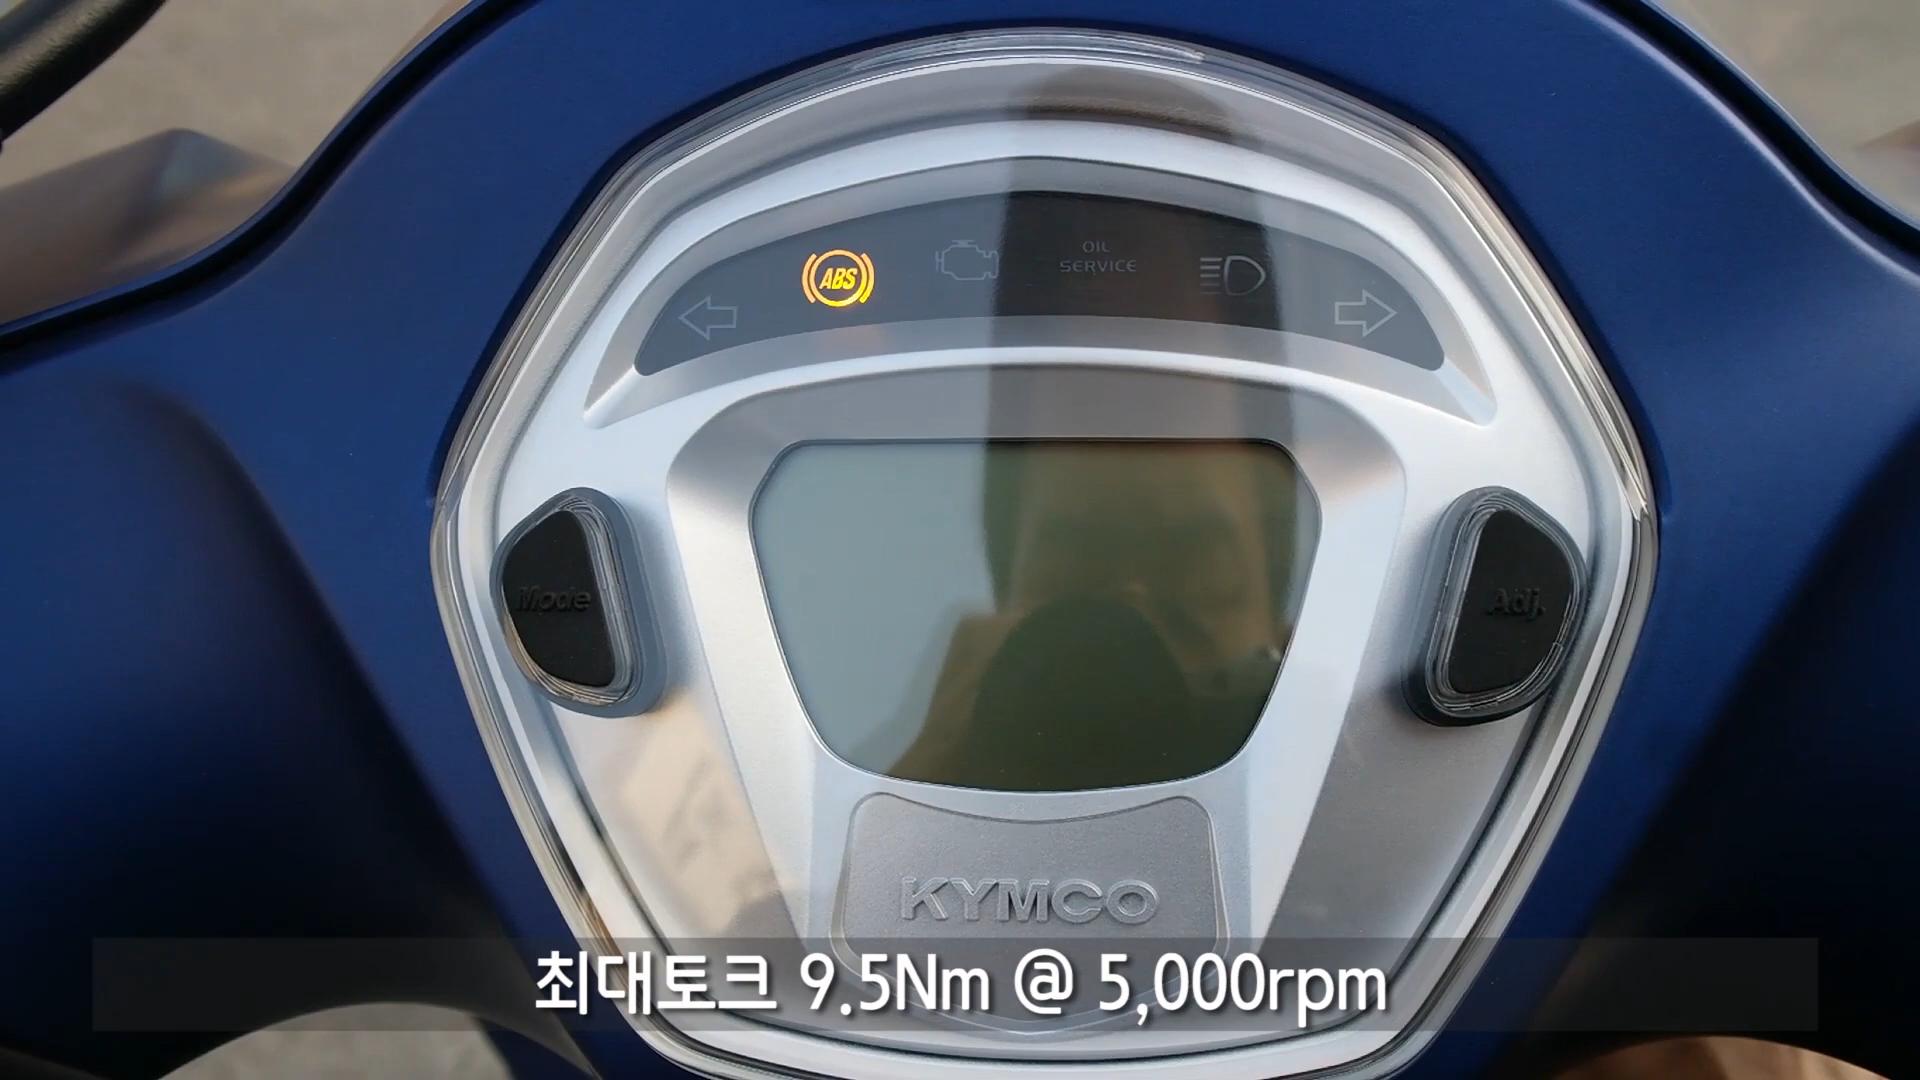 ABS
OIL
SERVICE
Mode
Adj.
KYMCO
최대토크 9.5Nm @ 5,000rpm